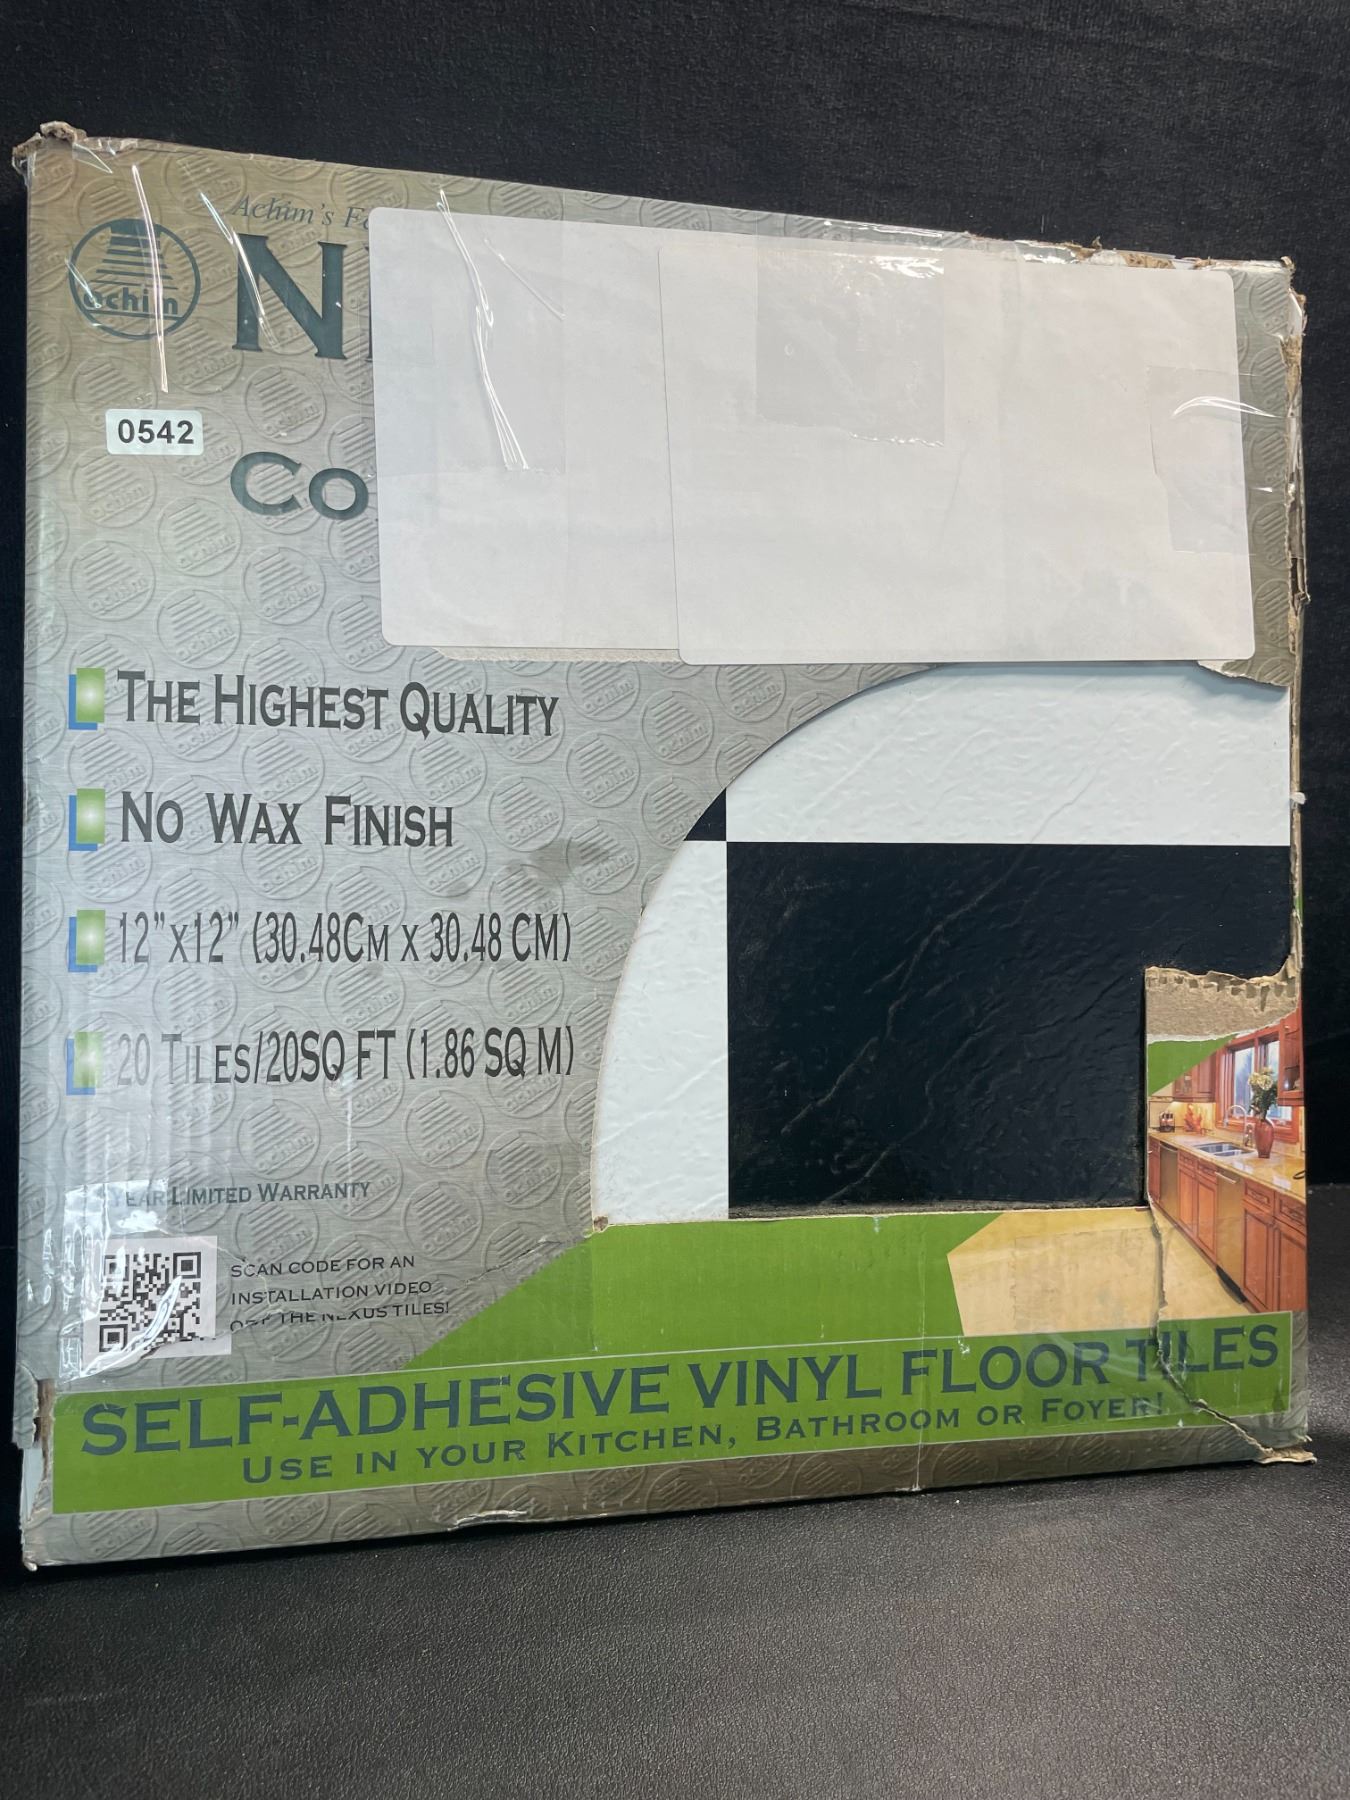 Achim's
achim
0542
THE HIGHEST QUALITY
NO WAX FINISH
12"X12" (30.48CM X 30.48 CM)
20 TILES/20SQ FT (1.86 SQ M)
YEAR LIMITED WARRANTY
SCAN CODE FOR AN
INSTALLATION VIDEO
THE NEXUS TILES!
SELF-ADHESIVE VINYL FLOOR TILES
USE IN YOUR KITCHEN, BATHROOM OR FOYER!